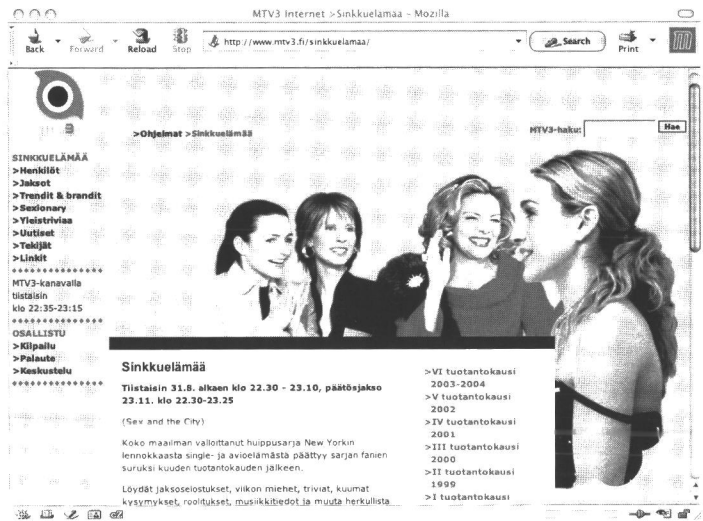 MTV3 Internet >Sinkkuelämää - Mozilla
Back
Forward
Reload
Stop
http://www.mtv3.fi/sinkkuelamaa/
Search
Print
m
>Ohjelmat >Sinkkuelämää
MTV3-haku:
Hae
SINKKUELÄMÄÄ
>Henkilöt
>Jaksot
>Trendit & brandit
>Sexionary
>Yleistriviaa
>Uutiset
>Tekijät
>Linkit
MTV3-kanavalla
tiistaisin
klo 22:35-23:15
OSALLISTU
>Kilpailu
>Palaute
>Keskustelu
Sinkkuelämää
Tiistaisin 31.8. alkaen klo 22.30 - 23.10, päätösjakso
23.11. klo 22.30-23.25
(Sex and the City)
Koko maailman valloittanut huippusarja New Yorkin
lennokkaasta single- ja avioelämästä päättyy sarjan fanien
suruksi kuuden tuotantokauden jälkeen.
Löydät jaksoselostukset, viikon miehet, triviat, kuumat
kysymykset, roolitukset, musiikkitiedot ja muuta herkullista
>VI tuotantokausi
2003-2004
>V tuotantokausi
2002
>IV tuotantokausi
2001
>III tuotantokausi
2000
>II tuotantokausi
1999
>I tuotantokausi